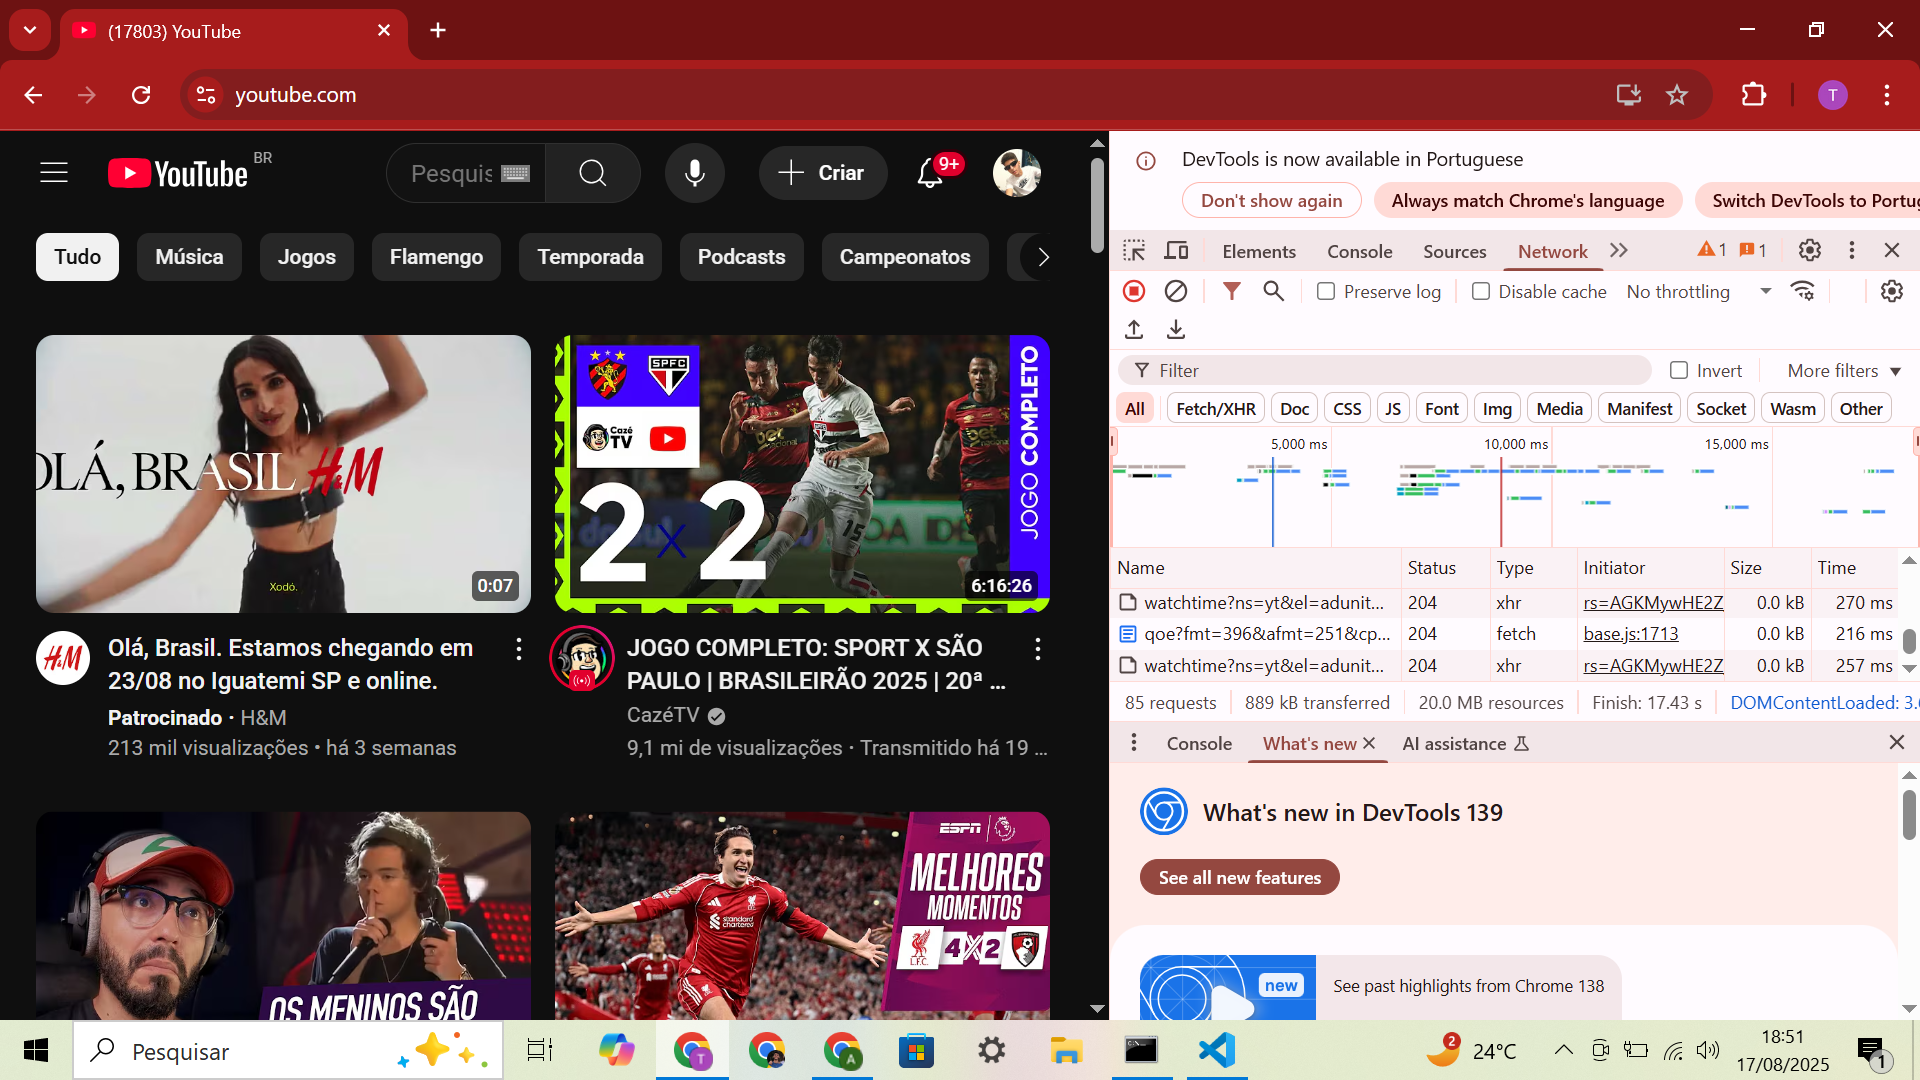 (17803) YouTube
youtube.com
T
YouTube BR
Pesquis
Criar
9+
Tudo
Música
Jogos
Flamengo
Temporada
Podcasts
Campeonatos
OLÁ, BRASIL H&M
Xodó.
0:07
SPFC
Cazé TV
2 x 2
JOGO COMPLETO
15
6:16:26
H&M
Olá, Brasil. Estamos chegando em
23/08 no Iguatemi SP e online.
Patrocinado · H&M
213 mil visualizações • há 3 semanas
JOGO COMPLETO: SPORT X SÃO
PAULO | BRASILEIRÃO 2025 | 20ª ...
CazéTV
9,1 mi de visualizações · Transmitido há 19 ...
OS MENINOS SÃO
ESPN
MELHORES
MOMENTOS
L.F.C. 4X2
standard chartered
DevTools is now available in Portuguese
Don't show again
Always match Chrome's language
Switch DevTools to Portug
Elements
Console
Sources
Network
1
1
Preserve log
Disable cache
No throttling
Filter
Invert
More filters
All
Fetch/XHR
Doc
CSS
JS
Font
Img
Media
Manifest
Socket
Wasm
Other
5,000 ms
10,000 ms
15,000 ms
Name Status Type Initiator Size Time
watchtime?ns=yt&el=adunit... 204 xhr rs=AGKMywHE2Z 0.0 kB 270 ms
qoe?fmt=396&afmt=251&cp... 204 fetch base.js:1713 0.0 kB 216 ms
watchtime?ns=yt&el=adunit... 204 xhr rs=AGKMywHE2Z 0.0 kB 257 ms
85 requests
889 kB transferred
20.0 MB resources
Finish: 17.43 s
DOMContentLoaded: 3.
Console
What's new
AI assistance
What's new in DevTools 139
See all new features
new
See past highlights from Chrome 138
Pesquisar
T
A
2
24°C
18:51
17/08/2025
1